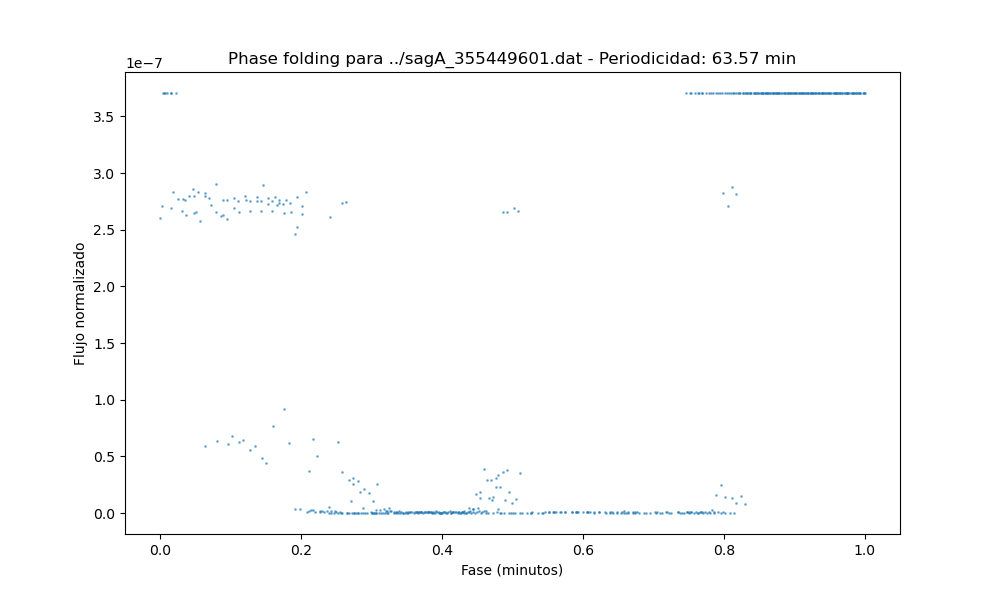 Phase folding para ../sagA_355449601.dat - Periodicidad: 63.57 min
1e−7
3.5
3.0
2.5
2.0
1.5
1.0
0.5
0.0
Flujo normalizado
0.0 0.2 0.4 0.6 0.8 1.0
Fase (minutos)